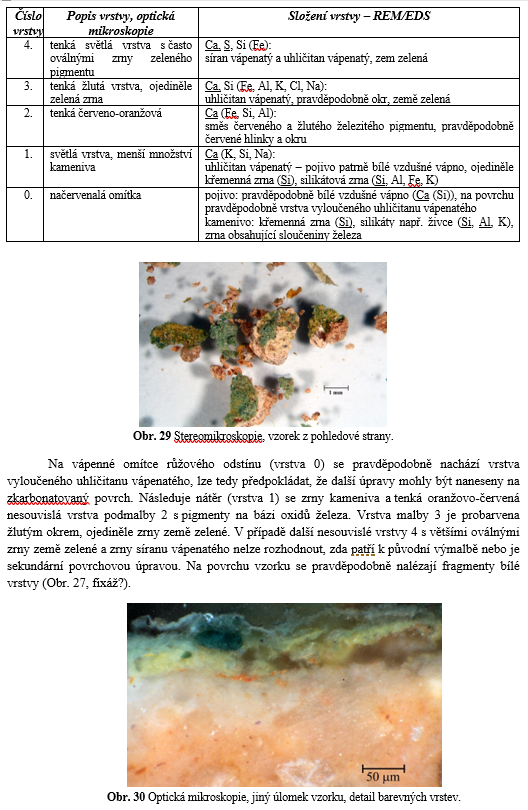 Číslo vrstvy
Popis vrstvy, optická mikroskopie
Složení vrstvy – REM/EDS
4.
tenká světlá vrstva s často
oválnými zrny zeleného
pigmentu
Ca, S, Si (Fe):
síran vápenatý a uhličitan vápenatý, zem zelená
3.
tenká žlutá vrstva, ojediněle
zelená zrna
Ca, Si (Fe, Al, K, Cl, Na):
uhličitan vápenatý, pravděpodobně okr, země zelená
2.
tenká červeno-oranžová
Ca (Fe, Si, Al):
směs červeného a žlutého železitého pigmentu, pravděpodobně
červené hlinky a okru
1.
světlá vrstva, menší množství
kameniva
Ca (K, Si, Na):
uhličitan vápenatý – pojivo patrně bílé vzdušné vápno, ojediněle
křemenná zrna (Si), silikátová zrna (Si, Al, Fe, K)
0.
načervenalá omítka
pojivo: pravděpodobně bílé vzdušné vápno (Ca (Si)), na povrchu
pravděpodobně vrstva vyloučeného uhličitanu vápenatého
kamenivo: křemenná zrna (Si), silikáty např. živce (Si, Al, K),
zrna obsahující sloučeniny železa
1 mm
Obr. 29 Stereomikroskopie, vzorek z pohledové strany.
Na vápenné omítce růžového odstínu (vrstva 0) se pravděpodobně nachází vrstva
vyloučeného uhličitanu vápenatého, lze tedy předpokládat, že další úpravy mohly být naneseny na
zkarbonatovaný povrch. Následuje nátěr (vrstva 1) se zrny kameniva a tenká oranžovo-červená
nesouvislá vrstva podmalby 2 s pigmenty na bázi oxidů železa. Vrstva malby 3 je probarvena
žlutým okrem, ojediněle zrny země zelené. V případě další nesouvislé vrstvy 4 s většími oválnými
zrny země zelené a zrny síranu vápenatého nelze rozhodnout, zda patří k původní výmalbě nebo je
sekundární povrchovou úpravou. Na povrchu vzorku se pravděpodobně nalézají fragmenty bílé
vrstvy (Obr. 27, fixáž?).
50 µm
Obr. 30 Optická mikroskopie, jiný úlomek vzorku, detail barevných vrstev.